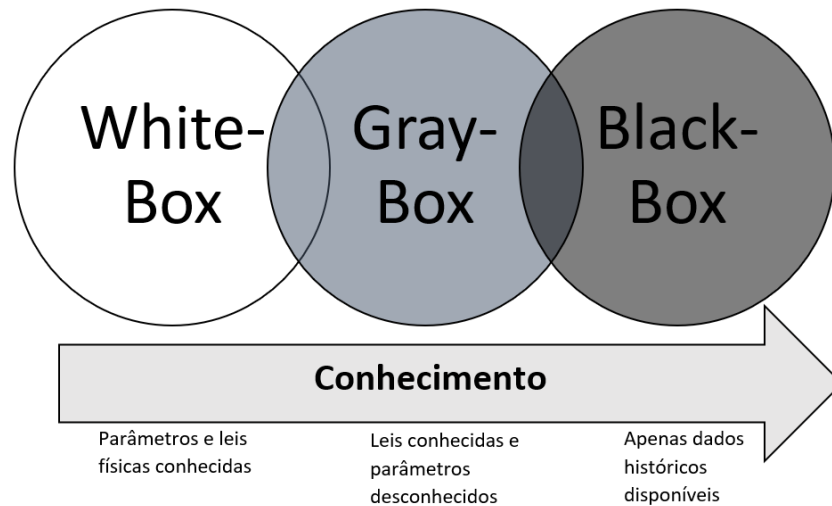 White-
Box
Gray-
Box
Black-
Box
Conhecimento
Parâmetros e leis
físicas conhecidas
Leis conhecidas e
parâmetros
desconhecidos
Apenas dados
históricos
disponíveis